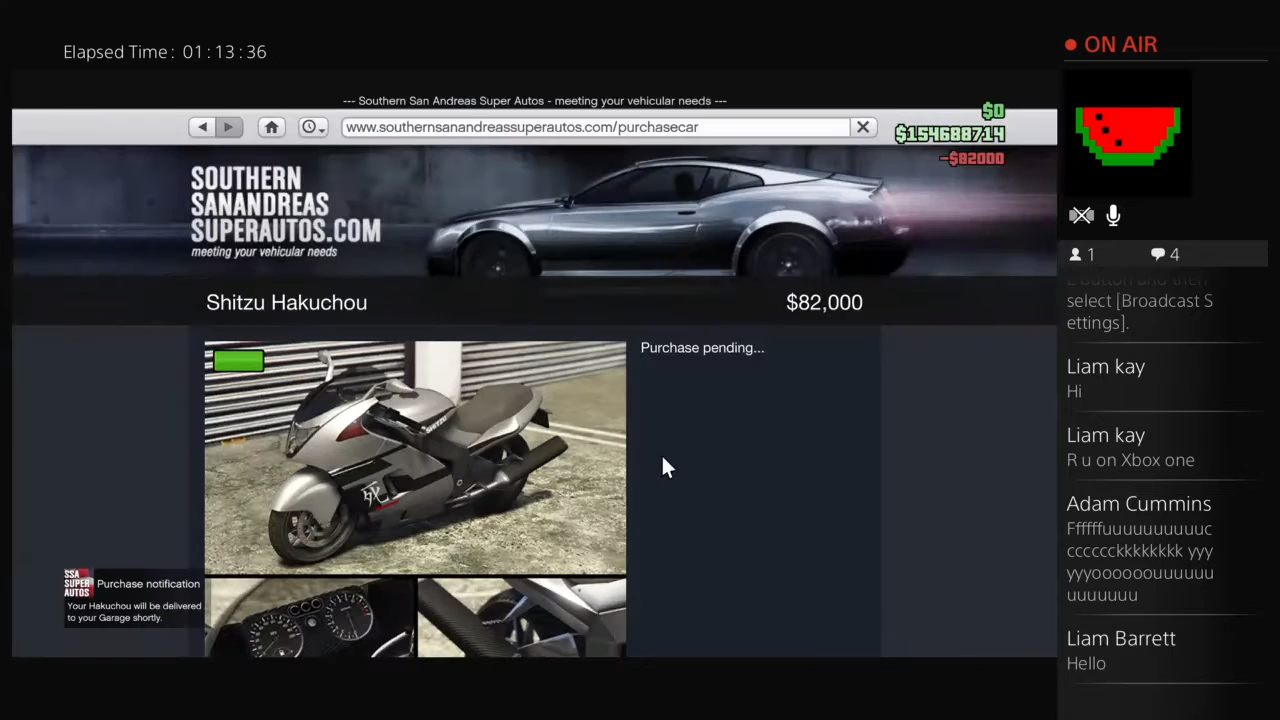 Elapsed Time: 01:13:36
ON AIR
--- Southern San Andreas Super Autos - meeting your vehicular needs ---
www.southernsanandreassuperautos.com/purchasecar
$0
$154688714
-$82000
SOUTHERN
SANANDREAS
SUPERAUTOS.COM
meeting your vehicular needs
Shitzu Hakuchou
$82,000
Purchase pending...
SHITZU
SSA
SUPER
AUTOS
Purchase notification
Your Hakuchou will be delivered
to your Garage shortly.
1
4
E button and then
select [Broadcast S
ettings].
Liam kay
Hi
Liam kay
R u on Xbox one
Adam Cummins
Ffffffuuuuuuuuuuc
ccccccckkkkkkkk yyy
yyyoooooouuuuuu
uuuuuuu
Liam Barrett
Hello